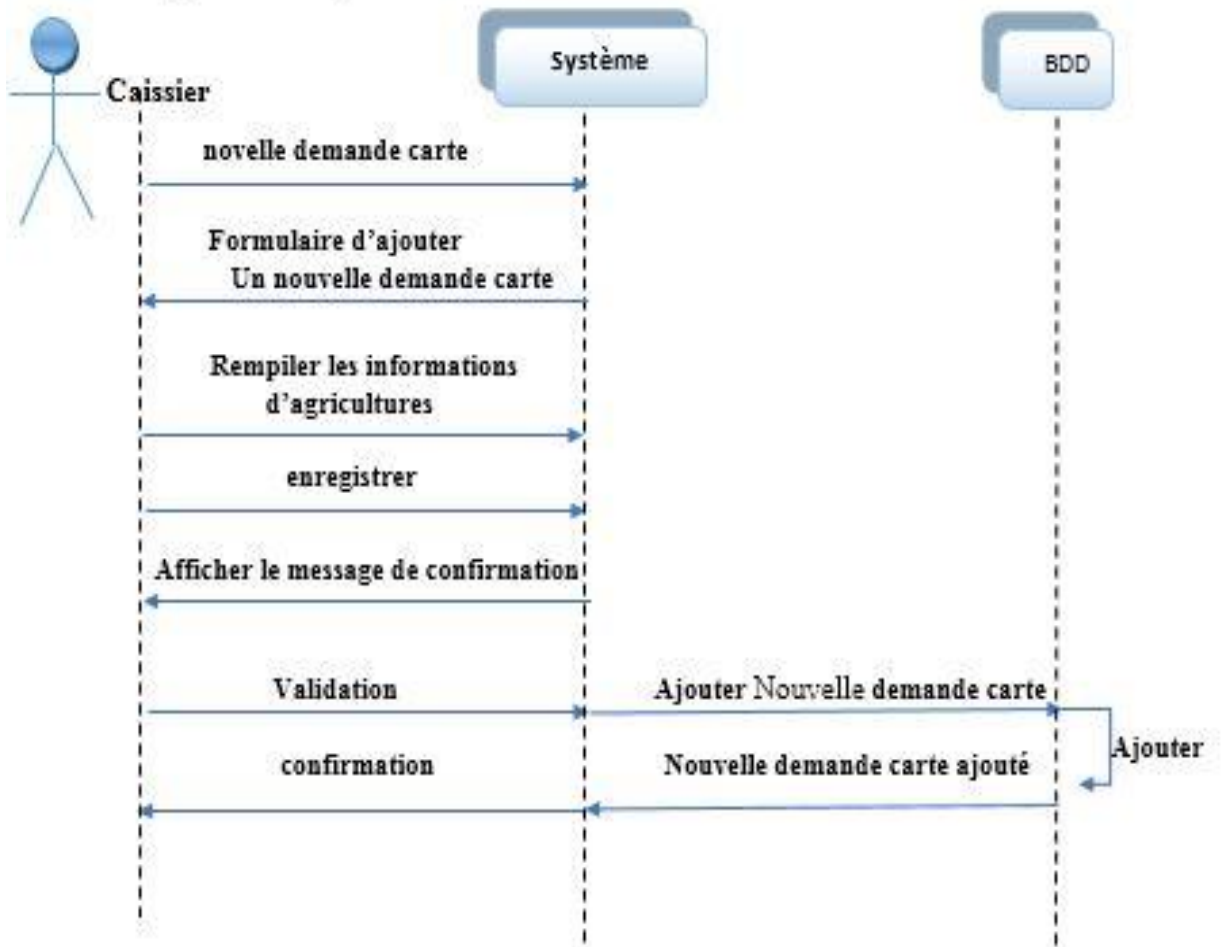 Caissier
Système
BDD
novelle demande carte
Formulaire d'ajouter
Un nouvelle demande carte
Rempiler les informations
d'agricultures
enregistrer
Afficher le message de confirmation
Validation
Ajouter Nouvelle demande carte
Ajouter
confirmation
Nouvelle demande carte ajouté